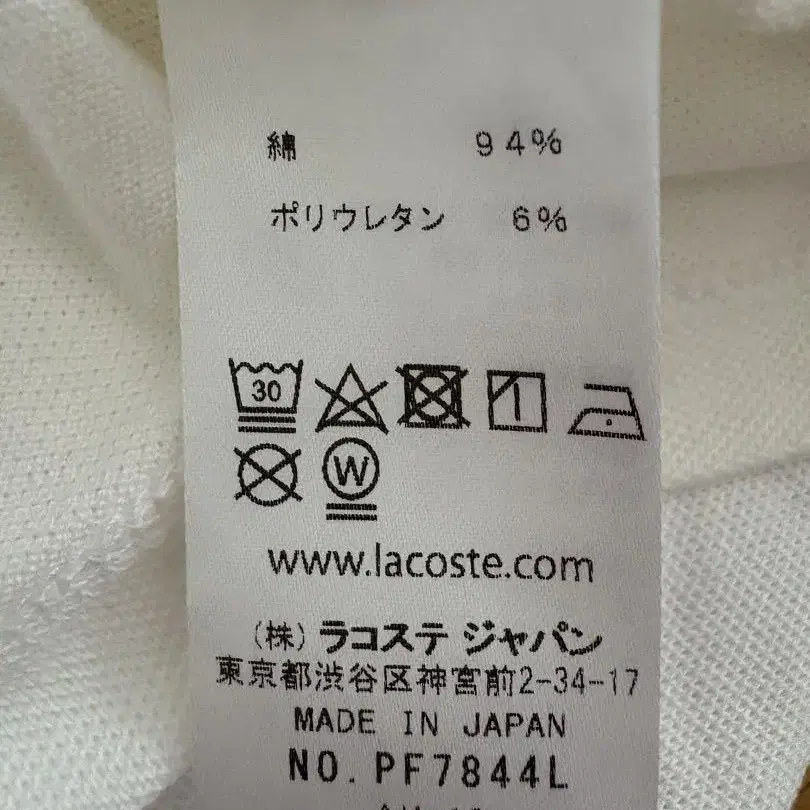 綿 94%
ポリウレタン 6%
30
W
www.lacoste.com
(株) ラコステ ジャパン
東京都渋谷区神宮前2-34-17
MADE IN JAPAN
NO. PF7844L